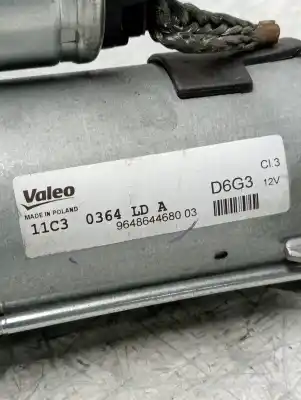 Valeo
MADE IN POLAND
11C3 0364 LD A
9648644680 03
D6G3
Cl.3
12V